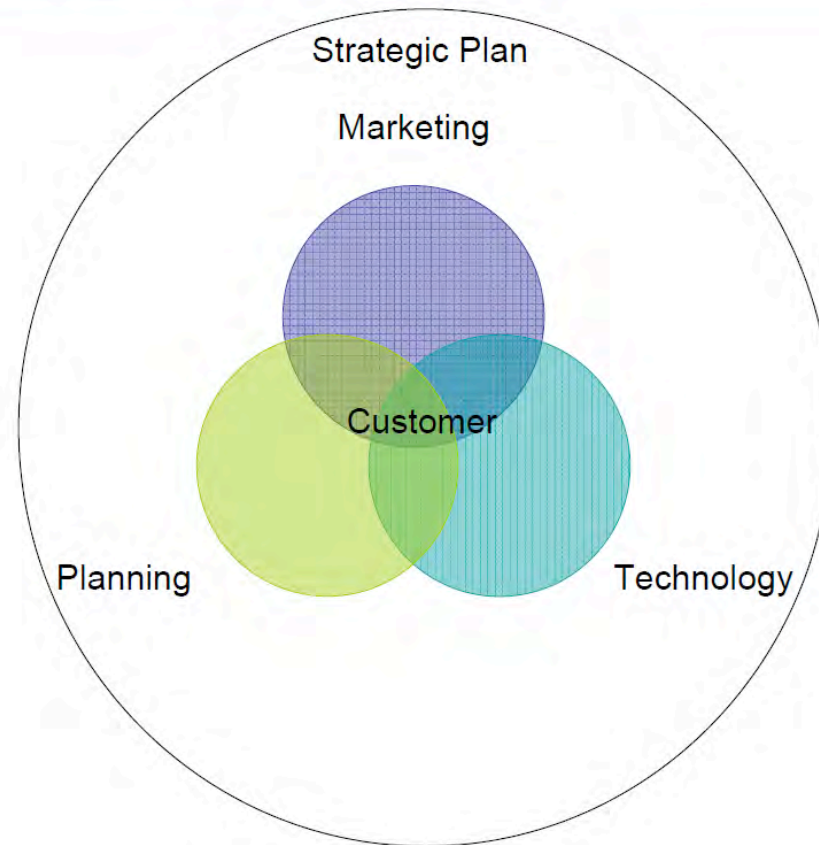 Strategic Plan
Marketing
Customer
Planning
Technology